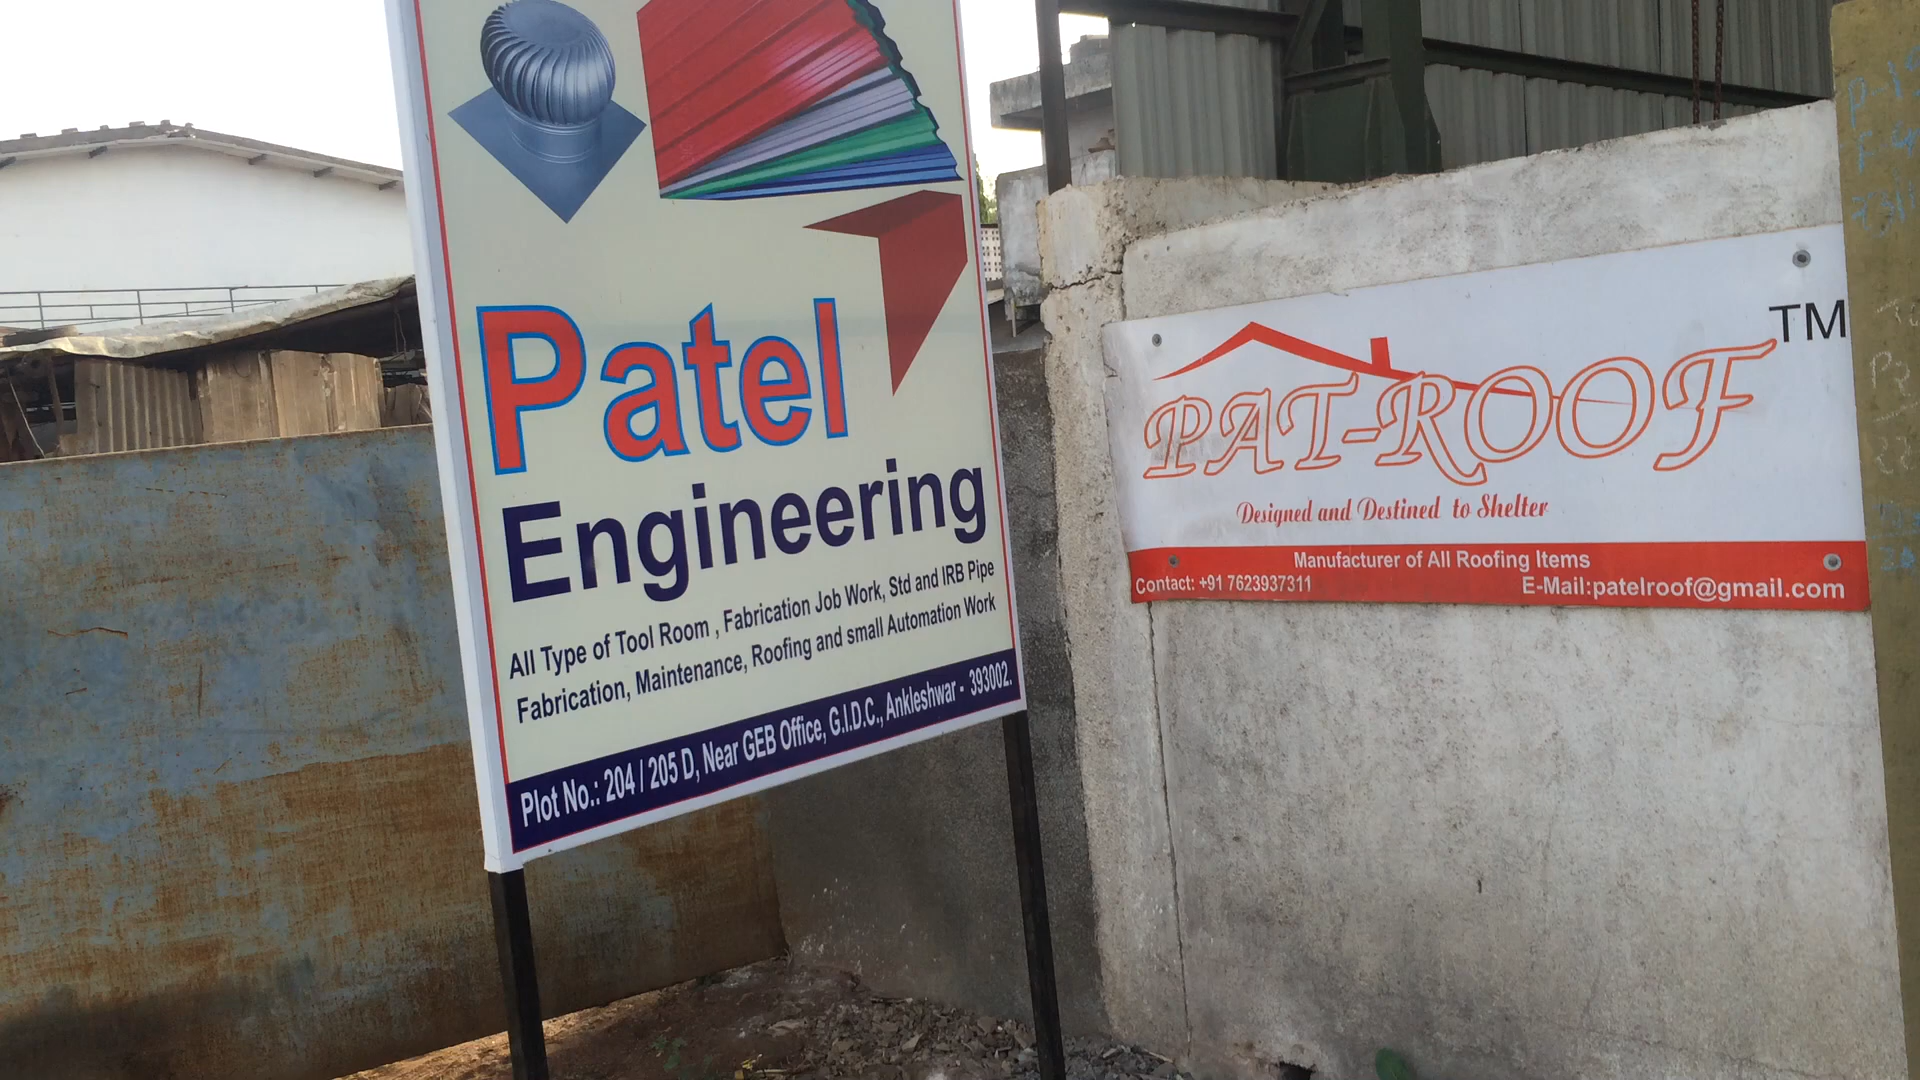 Patel
Engineering
All Type of Tool Room , Fabrication Job Work, Std and IRB Pipe
Fabrication, Maintenance, Roofing and small Automation Work
Plot No.: 204 / 205 D, Near GEB Office, G.I.D.C., Ankleshwar - 393002.
PAT-ROOF TM
Designed and Destined to Shelter
Manufacturer of All Roofing Items
Contact: +91 7623937311 E-Mail:patelroof@gmail.com